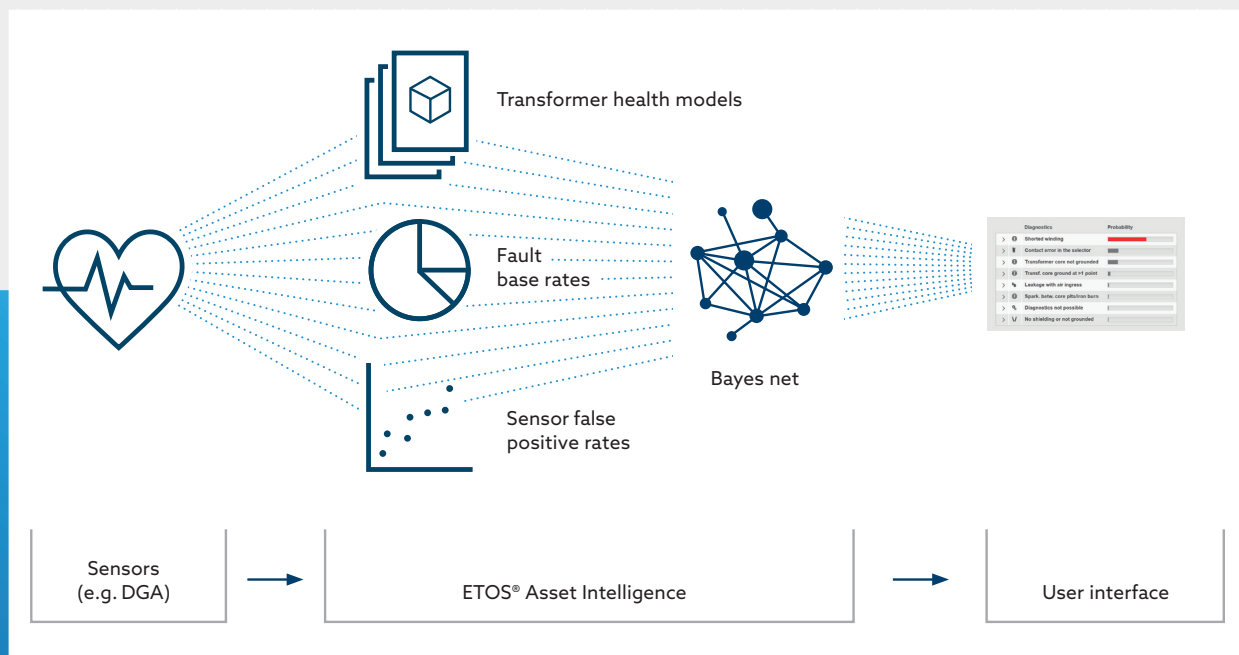 Transformer health models
Fault
base rates
Sensor false
positive rates
Bayes net
Diagnostics Probability
Shorted winding
Contact error in the selector
Transformer core not grounded
Transf. core ground at >1 point
Leakage with air ingress
Spark. betw. core plts/iron bars
Diagnostics not possible
No shielding or not grounded
Sensors
(e.g. DGA)
ETOS® Asset Intelligence
User interface